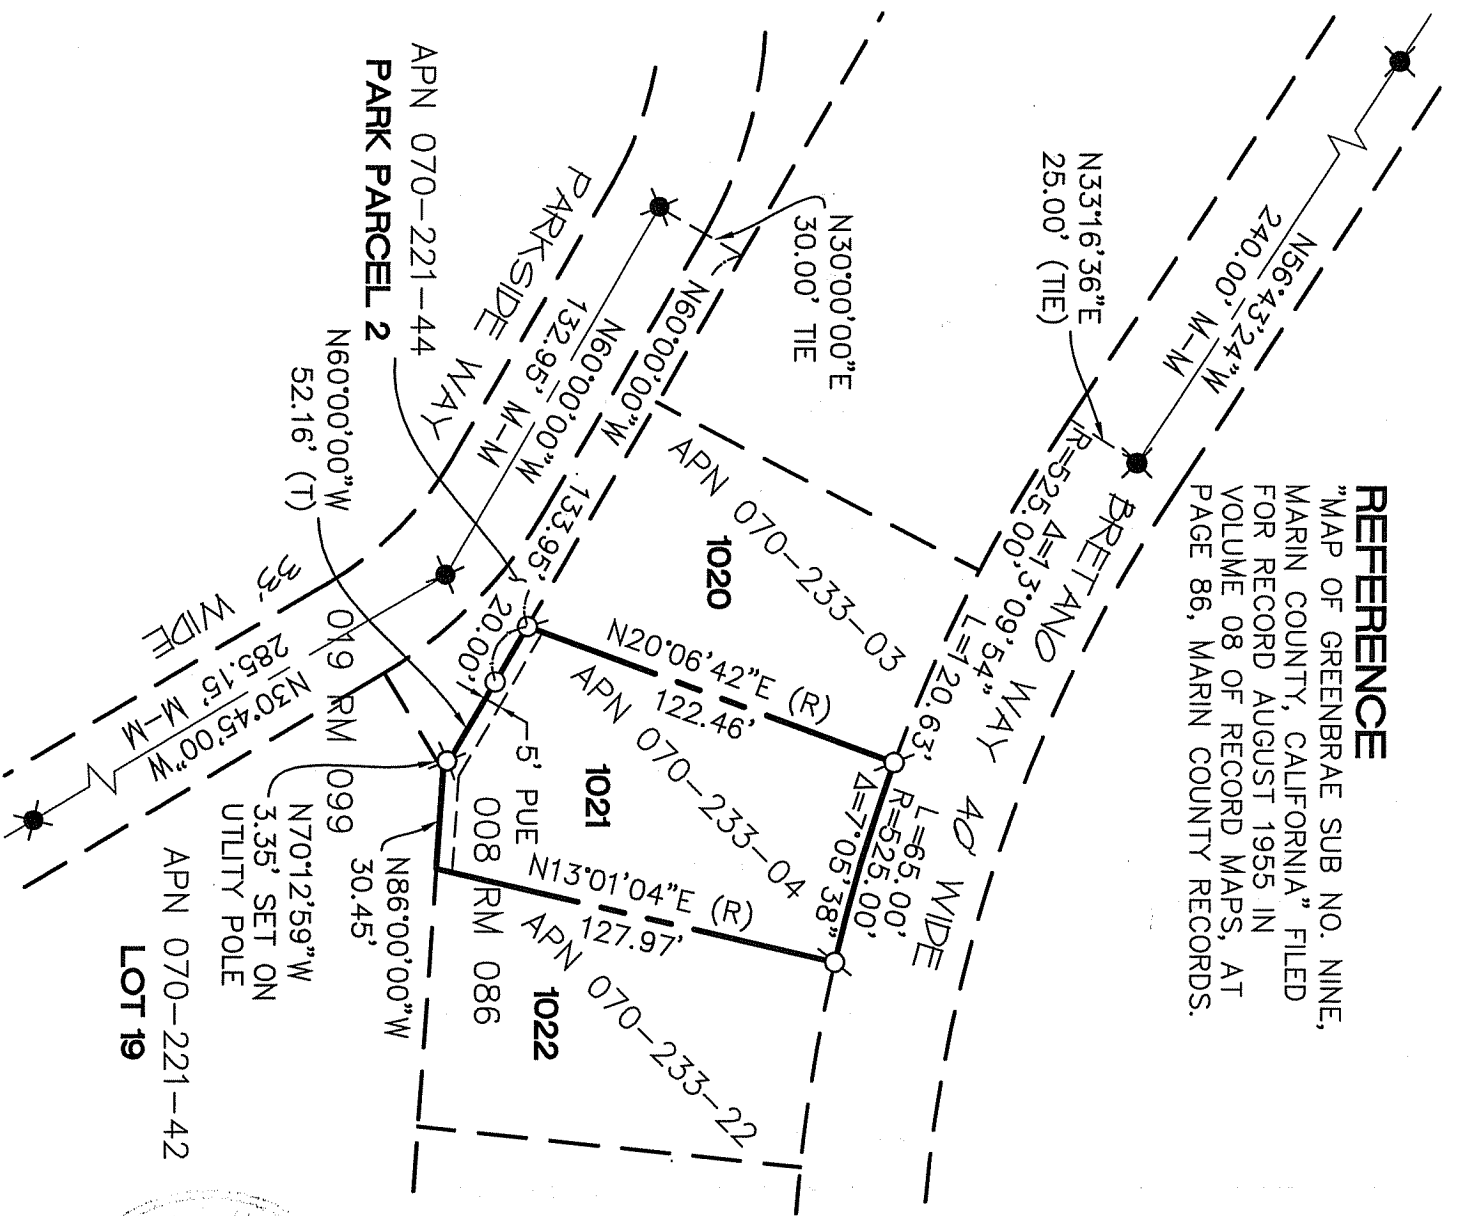 REFERENCE
"MAP OF GREENBRAE SUB NO. NINE,
MARIN COUNTY, CALIFORNIA" FILED
FOR RECORD AUGUST 1955 IN
VOLUME 08 OF RECORD MAPS, AT
PAGE 86, MARIN COUNTY RECORDS.
N56°43'24"W
240.00' M-M
N33°16'36"E
25.00' (TIE)
BRETANO WAY 40' WIDE
R=525.00', Δ=13°09'54"
L=120.63'
L=65.00'
R=525.00'
Δ=7°05'38"
N30°00'00"E
30.00' TIE
N60°00'00"W 133.95'
N60°00'00"W
132.95' M-M
PARKSIDE WAY
33' WIDE
APN 070-221-44
PARK PARCEL 2
N60°00'00"W
52.16' (T)
20.00'
APN 070-233-03
1020
N20°06'42"E (R)
122.46'
APN 070-233-04
1021
5' PUE
008 RM 086
N13°01'04"E (R)
127.97'
APN 070-233-22
1022
N86°00'00"W
30.45'
N70°12'59"W
3.35' SET ON
UTLITY POLE
019 RM 099
N30°45'00"W
285.15' M-M
APN 070-221-42
LOT 19